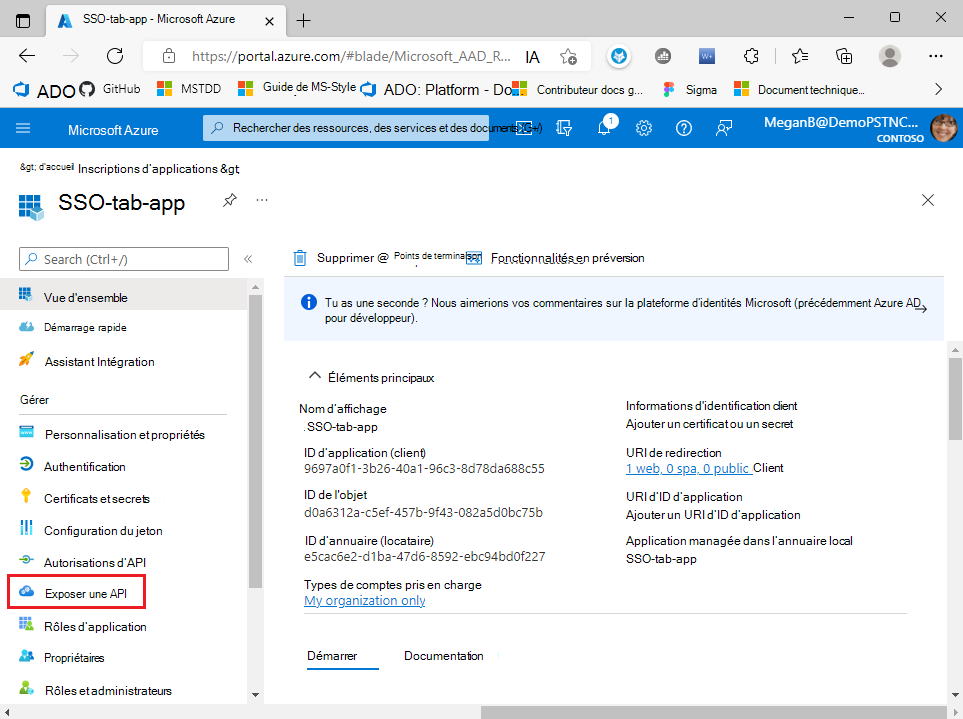 SSO-tab-app - Microsoft Azure
https://portal.azure.com/#blade/Microsoft_AAD_R...
IA
ADO
GitHub
MSTDD
Guide de MS-Style
ADO: Platform - Do...
Contributeur docs g...
Sigma
Document technique...
Microsoft Azure
Rechercher des ressources, des services et des documents
1
MeganB@DemoPSTNC...
CONTOSO
&gt; d'accueil Inscriptions d'applications &gt;
SSO-tab-app
...
Search (Ctrl+/)
Supprimer @ Points de terminaison Fonctionnalités en préversion
Tu as une seconde ? Nous aimerions vos commentaires sur la plateforme d'identités Microsoft (précédemment Azure AD
pour développeur).
Vue d'ensemble
Démarrage rapide
Assistant Intégration
Gérer
Personnalisation et propriétés
Authentification
Certificats et secrets
Configuration du jeton
Autorisations d'API
Exposer une API
Rôles d'application
Propriétaires
Rôles et administrateurs
Éléments principaux
Nom d'affichage
.SSO-tab-app
ID d'application (client)
9697a0f1-3b26-40a1-96c3-8d78da688c55
ID de l'objet
d0a6312a-c5ef-457b-9f43-082a5d0bc75b
ID d'annuaire (locataire)
e5cac6e2-d1ba-47d6-8592-ebc94bd0f227
Types de comptes pris en charge
My organization only
Informations d'identification client
Ajouter un certificat ou un secret
URI de redirection
1 web, 0 spa, 0 public Client
URI d'ID d'application
Ajouter un URI d'ID d'application
Application managée dans l'annuaire local
SSO-tab-app
Démarrer
Documentation